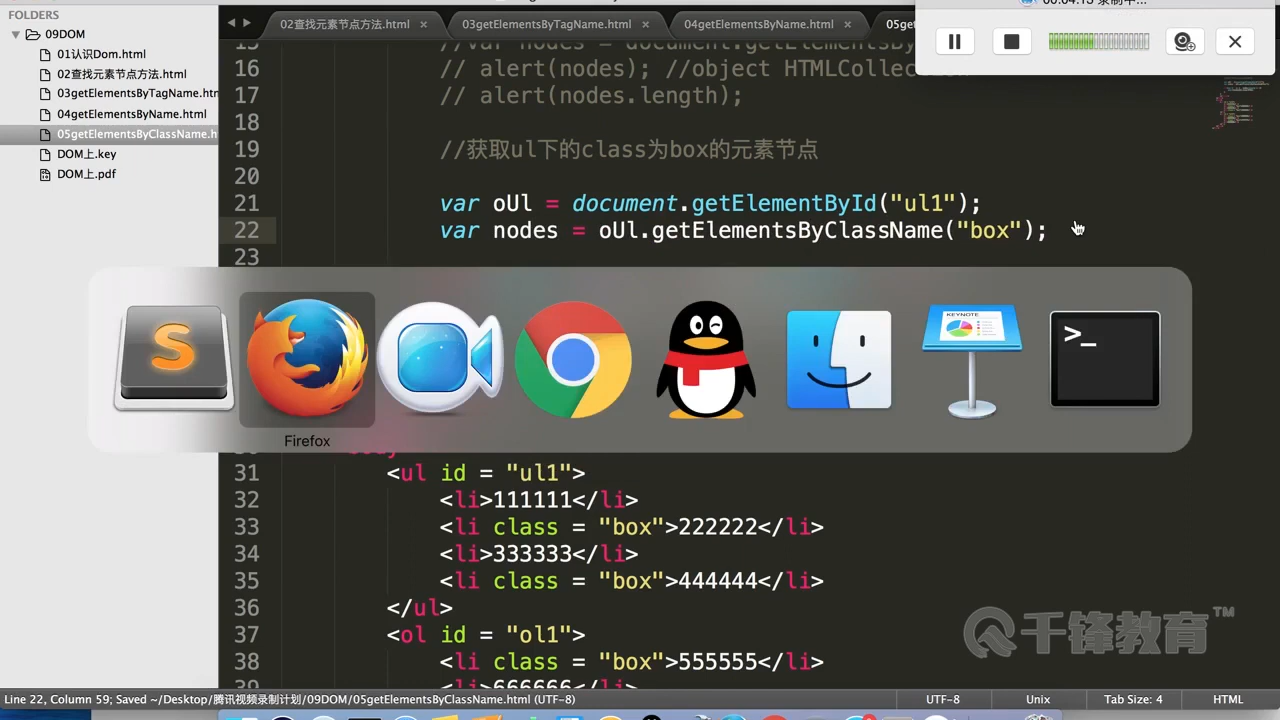 FOLDERS
09DOM
01认识Dom.html
02查找元素节点方法.html
03getElementsByTagName.htm
04getElementsByName.html
05getElementsByClassName.h
DOM上.key
DOM上.pdf
02查找元素节点方法.html
03getElementsByTagName.html
04getElementsByName.html
16 // alert(nodes); //object HTMLCollection
17 // alert(nodes.length);
18
19 //获取ul下的class为box的元素节点
20
21 var oUl = document.getElementById("ul1");
22 var nodes = oUl.getElementsByClassName("box");
23
KEYNOTE
>_
Firefox
31 <ul id = "ul1">
32 <li>111111</li>
33 <li class = "box">222222</li>
34 <li>333333</li>
35 <li class = "box">444444</li>
36 </ul>
37 <ol id = "ol1">
38 <li class = "box">555555</li>
千锋教育™
Line 22, Column 59; Saved ~/Desktop/腾讯视频录制计划/09DOM/05getElementsByClassName.html (UTF-8)
UTF-8
Unix
Tab Size: 4
HTML